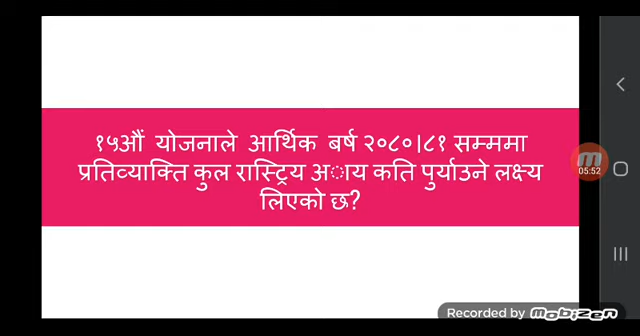 १५औं योजनाले आर्थिक बर्ष २०८०।८१ सम्ममा
प्रतिव्याक्ति कुल रास्ट्रिय अाय कति पुर्याउने लक्ष्य
लिएको छ?
05:52
Recorded by MOBIZEN